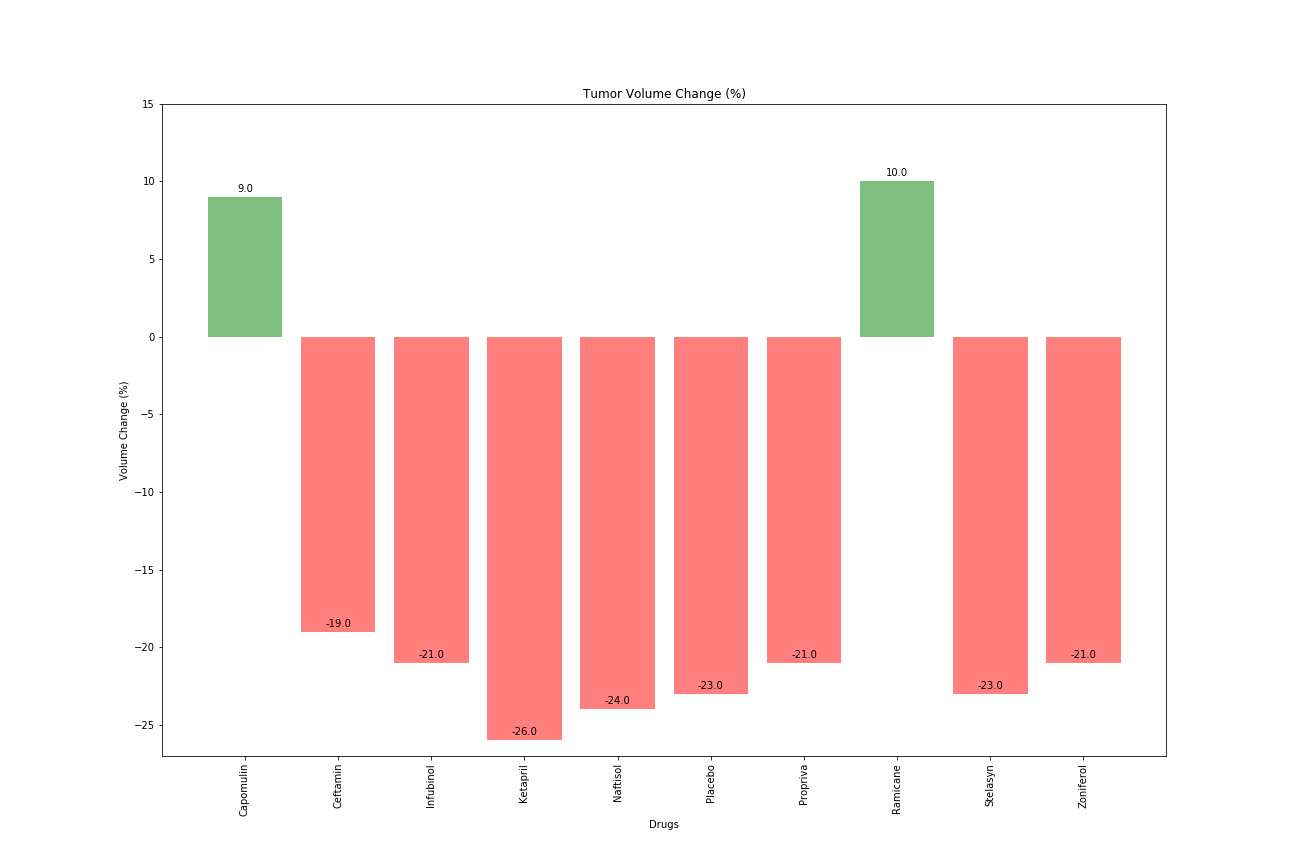 Tumor Volume Change (%)
15
10
5
0
−5
−10
−15
−20
−25
Volume Change (%)
9.0
-19.0
-21.0
-26.0
-24.0
-23.0
-21.0
10.0
-23.0
-21.0
Capomulin
Ceftamin
Infubinol
Ketapril
Naftisol
Placebo
Propriva
Ramicane
Stelasyn
Zoniferol
Drugs